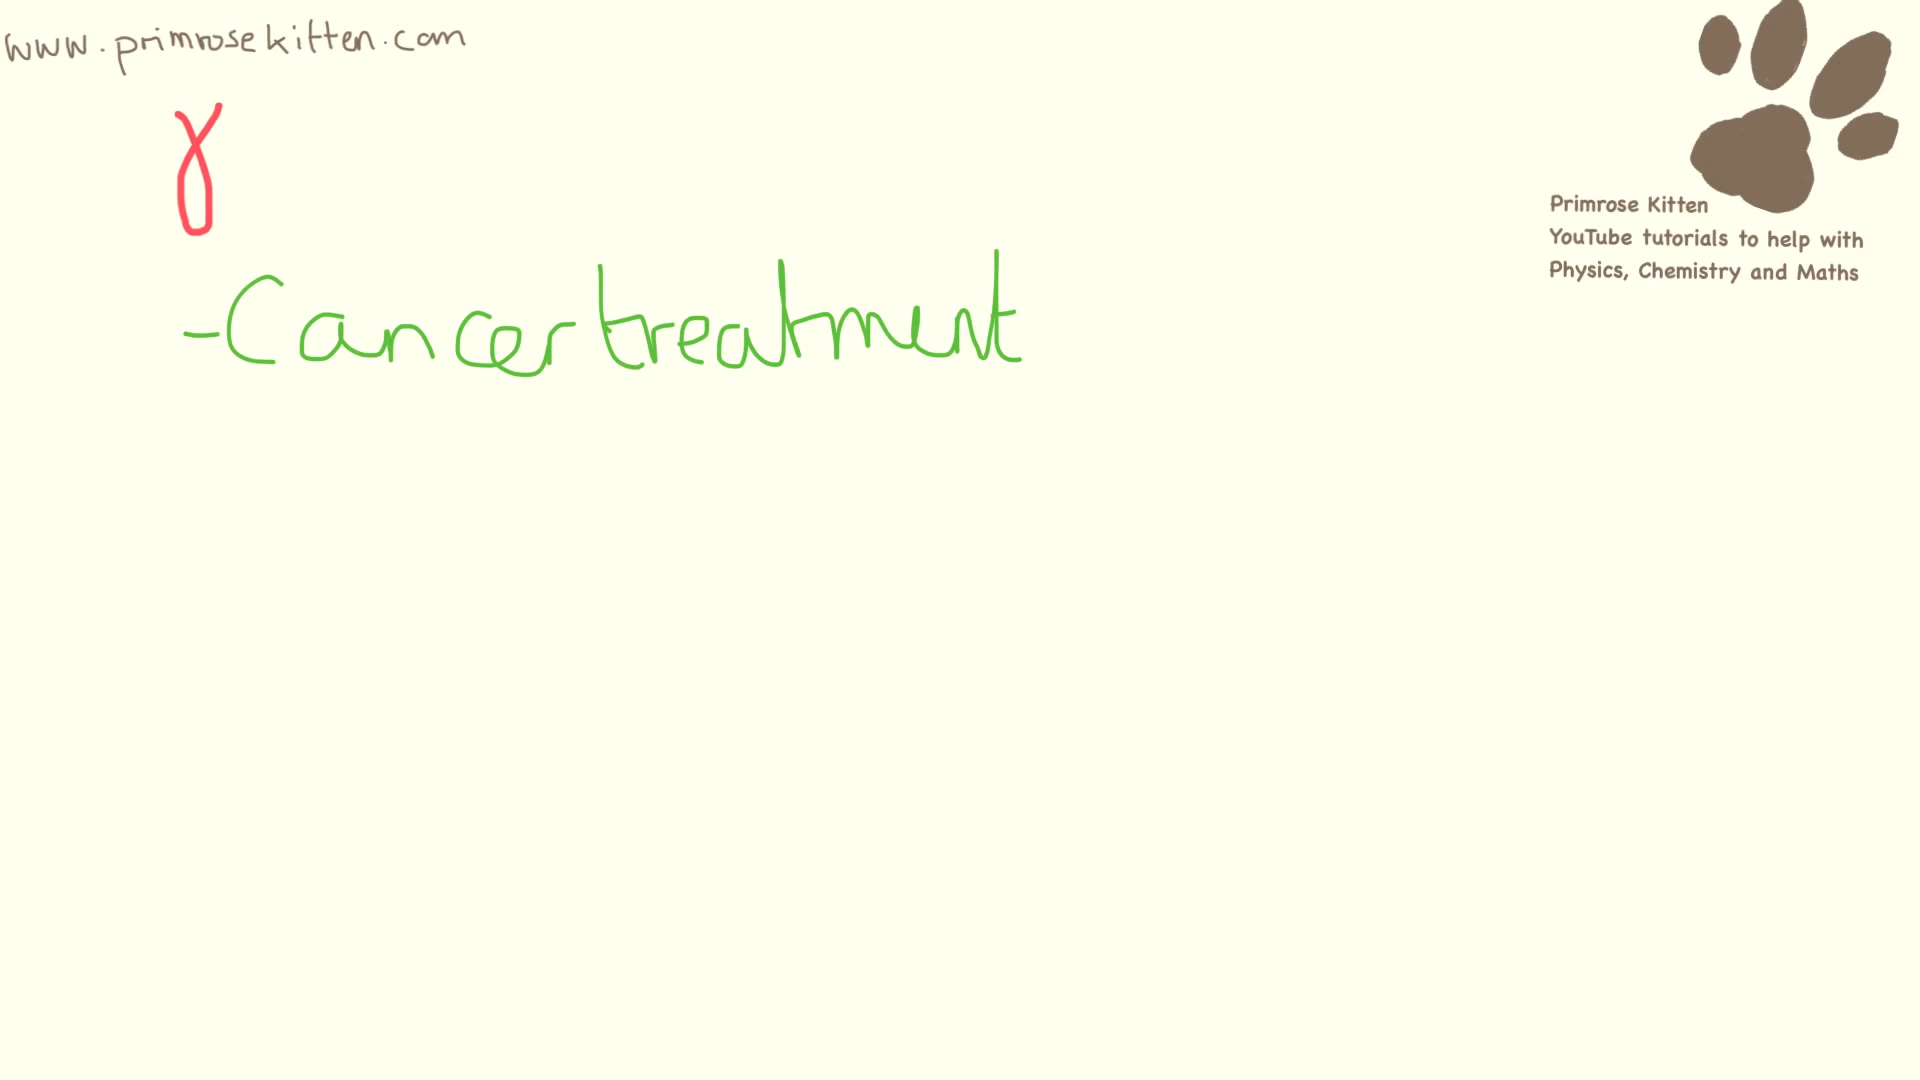 www.primrosekitten.com
γ
Primrose Kitten
YouTube tutorials to help with
Physics, Chemistry and Maths
-Cancer treatment